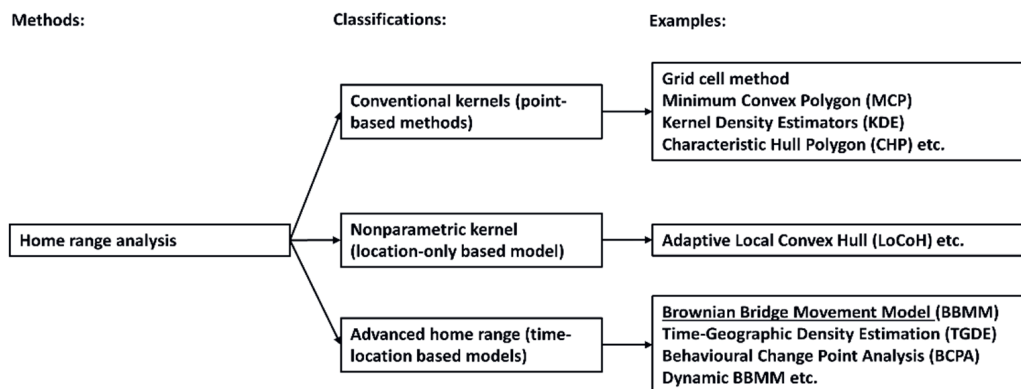 Methods:
Classifications:
Examples:
Home range analysis
Conventional kernels (point-
based methods)
Grid cell method
Minimum Convex Polygon (MCP)
Kernel Density Estimators (KDE)
Characteristic Hull Polygon (CHP) etc.
Nonparametric kernel
(location-only based model)
Adaptive Local Convex Hull (LoCoH) etc.
Advanced home range (time-
location based models)
Brownian Bridge Movement Model (BBMM)
Time-Geographic Density Estimation (TGDE)
Behavioural Change Point Analysis (BCPA)
Dynamic BBMM etc.